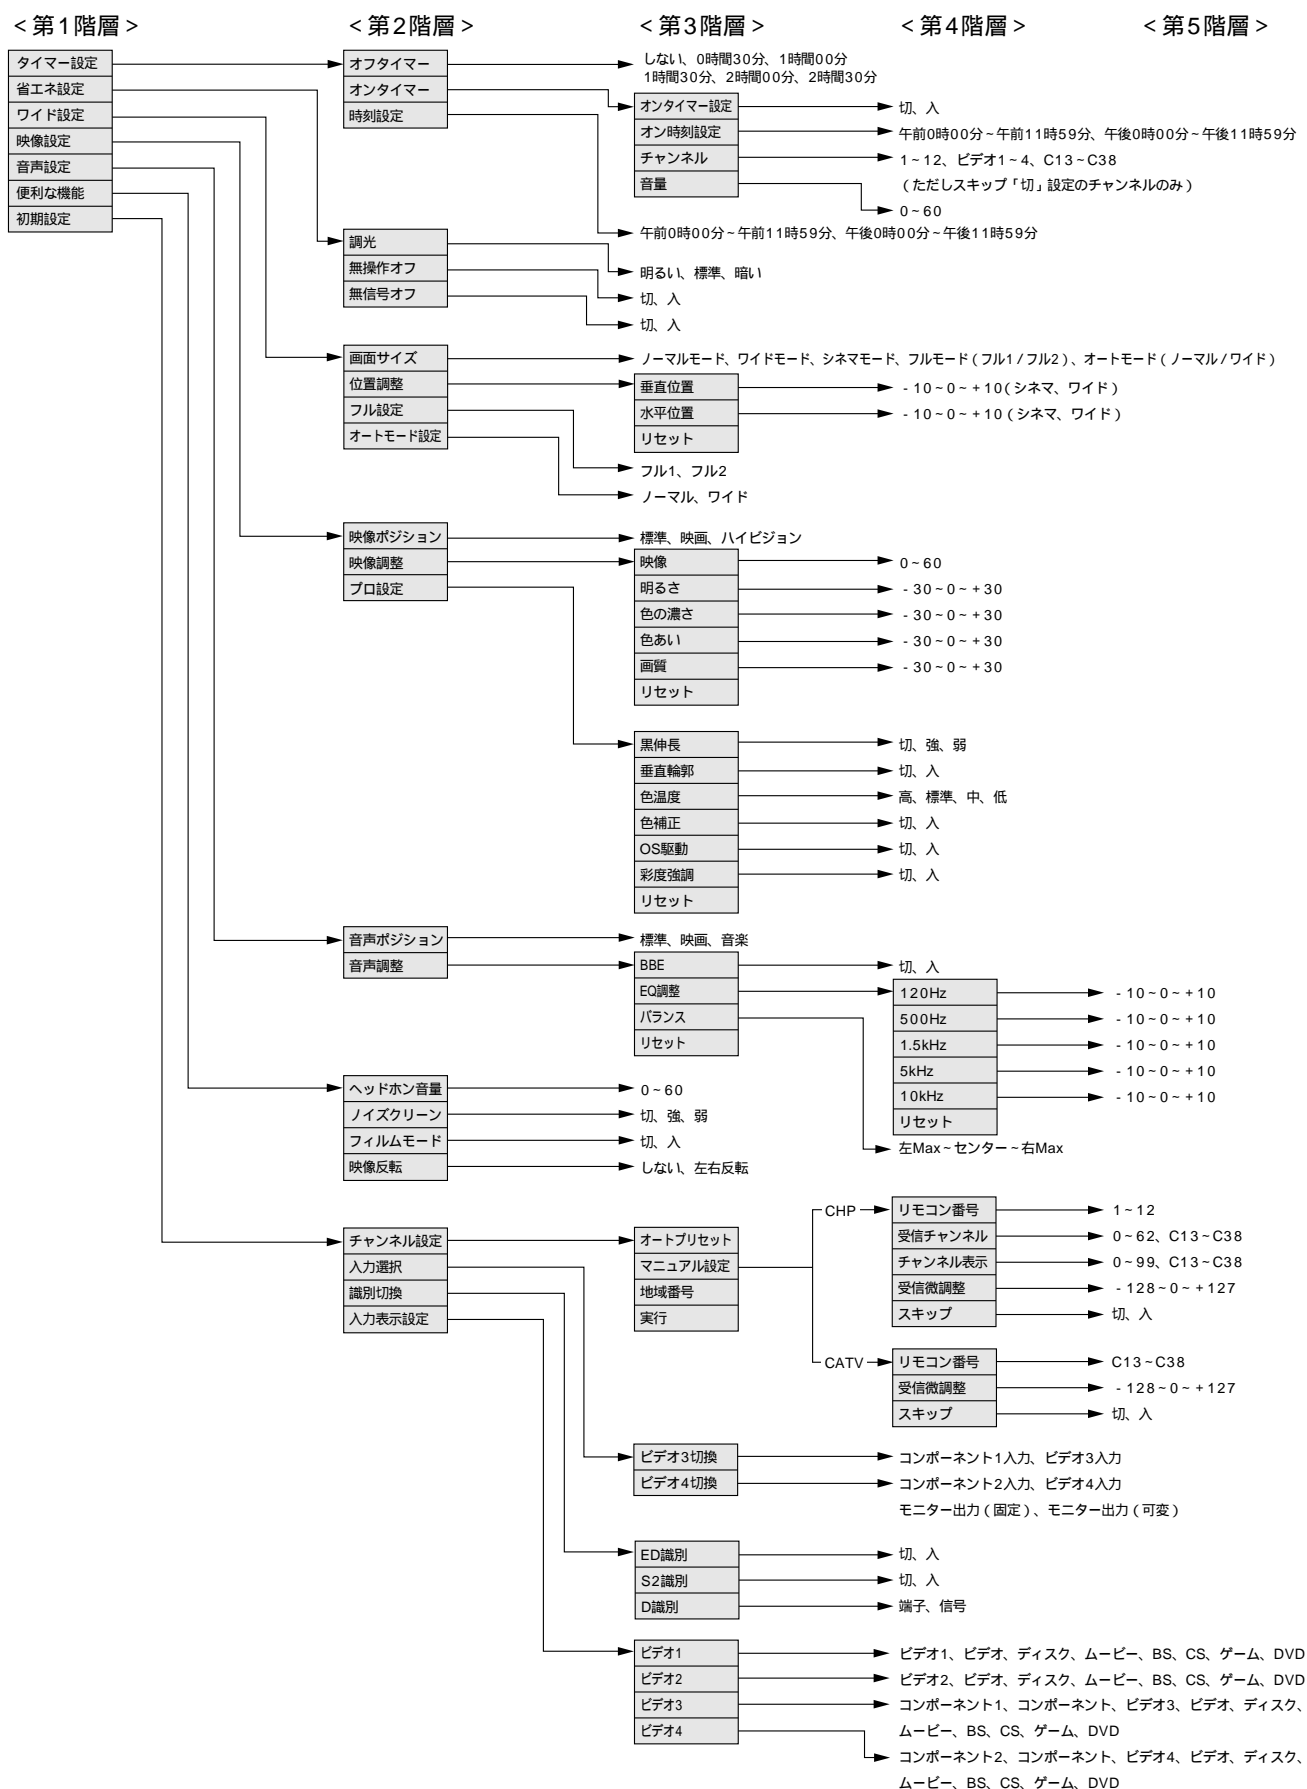 ＜第1階層＞
＜第2階層＞
＜第3階層＞
＜第4階層＞
＜第5階層＞
タイマー設定
省エネ設定
ワイド設定
映像設定
音声設定
便利な機能
初期設定
オフタイマー
しない、0時間30分、1時間00分
1時間30分、2時間00分、2時間30分
オンタイマー
時刻設定
オンタイマー設定
切、入
オン時刻設定
午前0時00分~午前11時59分、午後0時00分~午後11時59分
チャンネル
1~12、ビデオ1~4、C13~C38
（ただしスキップ「切」設定のチャンネルのみ）
音量
0~60
午前0時00分~午前11時59分、午後0時00分~午後11時59分
調光
無操作オフ
無信号オフ
明るい、標準、暗い
切、入
切、入
画面サイズ
ノーマルモード、ワイドモード、シネマモード、フルモード（フル1/フル2）、オートモード（ノーマル/ワイド）
位置調整
フル設定
オートモード設定
垂直位置
-10~0~+10（シネマ、ワイド）
水平位置
-10~0~+10（シネマ、ワイド）
リセット
フル1、フル2
ノーマル、ワイド
映像ポジション
標準、映画、ハイビジョン
映像調整
プロ設定
映像
0~60
明るさ
-30~0~+30
色の濃さ
-30~0~+30
色あい
-30~0~+30
画質
-30~0~+30
リセット
黒伸長
切、強、弱
垂直輪郭
切、入
色温度
高、標準、中、低
色補正
切、入
OS駆動
切、入
彩度強調
切、入
リセット
音声ポジション
標準、映画、音楽
音声調整
BBE
切、入
EQ調整
バランス
リセット
120Hz
-10~0~+10
500Hz
-10~0~+10
1.5kHz
-10~0~+10
5kHz
-10~0~+10
10kHz
-10~0~+10
リセット
左Max~センター~右Max
ヘッドホン音量
0~60
ノイズクリーン
切、強、弱
フィルムモード
切、入
映像反転
しない、左右反転
チャンネル設定
入力選択
識別切換
入力表示設定
オートプリセット
マニュアル設定
地域番号
実行
CHP
リモコン番号
1~12
受信チャンネル
0~62、C13~C38
チャンネル表示
0~99、C13~C38
受信微調整
-128~0~+127
スキップ
切、入
CATV
リモコン番号
C13~C38
受信微調整
-128~0~+127
スキップ
切、入
ビデオ3切換
コンポーネント1入力、ビデオ3入力
ビデオ4切換
コンポーネント2入力、ビデオ4入力
モニター出力（固定）、モニター出力（可変）
ED識別
切、入
S2識別
切、入
D識別
端子、信号
ビデオ1
ビデオ1、ビデオ、ディスク、ムービー、BS、CS、ゲーム、DVD
ビデオ2
ビデオ2、ビデオ、ディスク、ムービー、BS、CS、ゲーム、DVD
ビデオ3
コンポーネント1、コンポーネント、ビデオ3、ビデオ、ディスク、
ムービー、BS、CS、ゲーム、DVD
ビデオ4
コンポーネント2、コンポーネント、ビデオ4、ビデオ、ディスク、
ムービー、BS、CS、ゲーム、DVD